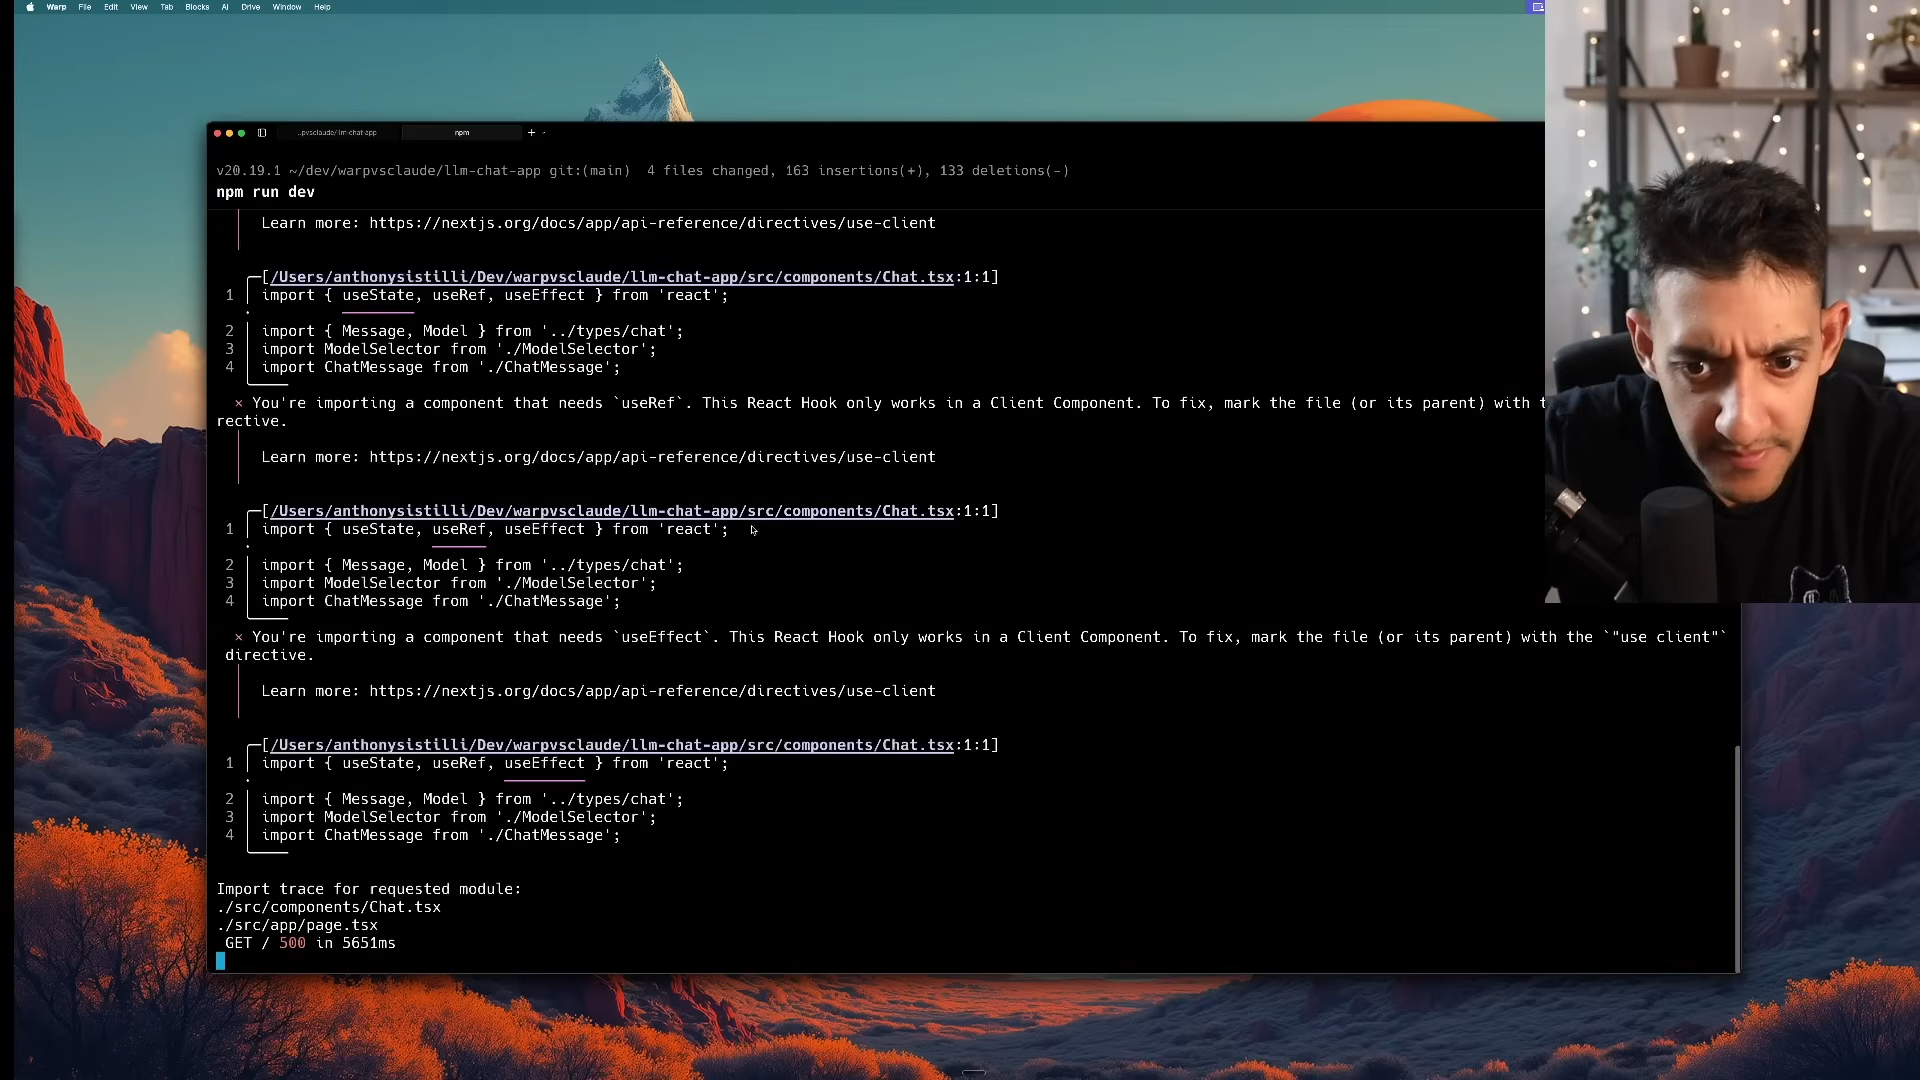 Warp File Edit View Tab Blocks AI Drive Window Help
..pvsclaude/llm-chat-app npm
v20.19.1 ~/dev/warpvsclaude/llm-chat-app git:(main) 4 files changed, 163 insertions(+), 133 deletions(-)
npm run dev
Learn more: https://nextjs.org/docs/app/api-reference/directives/use-client
[/Users/anthonysistilli/Dev/warpvsclaude/llm-chat-app/src/components/Chat.tsx:1:1]
1 import { useState, useRef, useEffect } from 'react';
2 import { Message, Model } from '../types/chat';
3 import ModelSelector from './ModelSelector';
4 import ChatMessage from './ChatMessage';
× You're importing a component that needs `useRef`. This React Hook only works in a Client Component. To fix, mark the file (or its parent) with t
rective.
Learn more: https://nextjs.org/docs/app/api-reference/directives/use-client
[/Users/anthonysistilli/Dev/warpvsclaude/llm-chat-app/src/components/Chat.tsx:1:1]
1 import { useState, useRef, useEffect } from 'react';
2 import { Message, Model } from '../types/chat';
3 import ModelSelector from './ModelSelector';
4 import ChatMessage from './ChatMessage';
× You're importing a component that needs `useEffect`. This React Hook only works in a Client Component. To fix, mark the file (or its parent) with the `"use client"`
directive.
Learn more: https://nextjs.org/docs/app/api-reference/directives/use-client
[/Users/anthonysistilli/Dev/warpvsclaude/llm-chat-app/src/components/Chat.tsx:1:1]
1 import { useState, useRef, useEffect } from 'react';
2 import { Message, Model } from '../types/chat';
3 import ModelSelector from './ModelSelector';
4 import ChatMessage from './ChatMessage';
Import trace for requested module:
./src/components/Chat.tsx
./src/app/page.tsx
GET / 500 in 5651ms